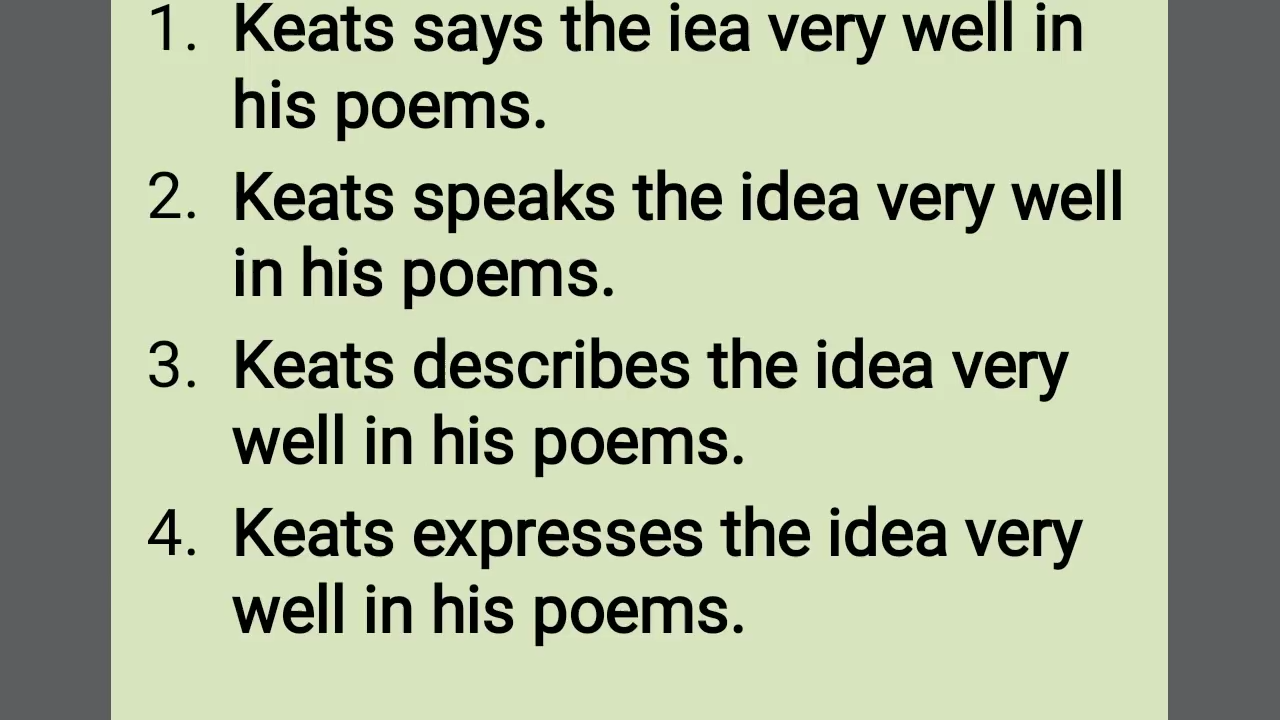 1. Keats says the iea very well in
his poems.
2. Keats speaks the idea very well
in his poems.
3. Keats describes the idea very
well in his poems.
4. Keats expresses the idea very
well in his poems.